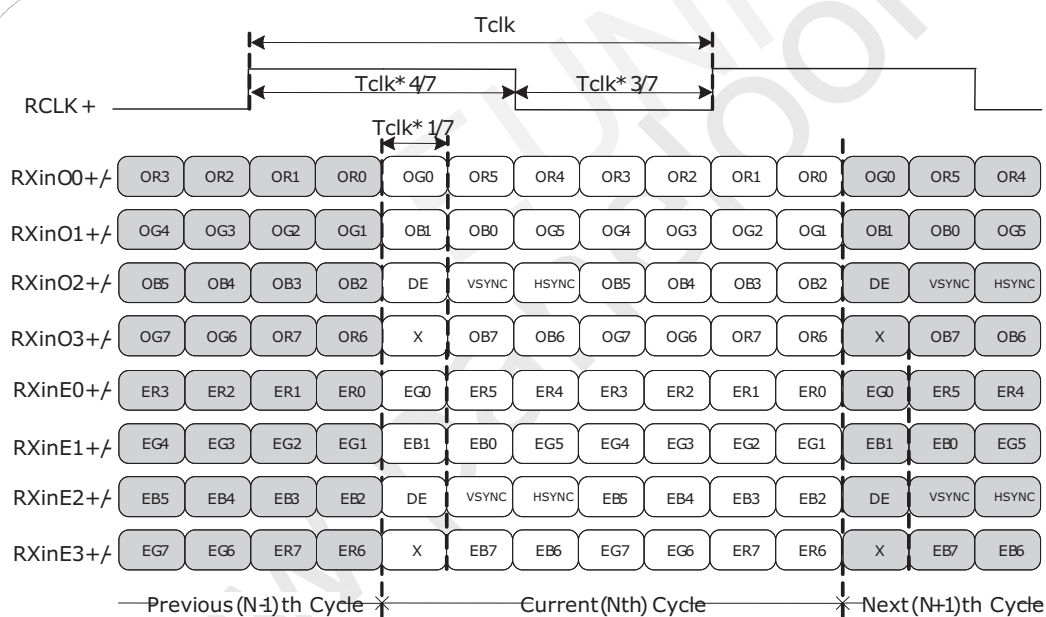 Tclk
Tclk*4/7 Tclk*3/7
RCLK+
Tclk*1/7
RXinO0+/- OR3 OR2 OR1 OR0 OG0 OR5 OR4 OR3 OR2 OR1 OR0 OG0 OR5 OR4
RXinO1+/- OG4 OG3 OG2 OG1 OB1 OB0 OG5 OG4 OG3 OG2 OG1 OB1 OB0 OG5
RXinO2+/- OB5 OB4 OB3 OB2 DE VSYNC HSYNC OB5 OB4 OB3 OB2 DE VSYNC HSYNC
RXinO3+/- OG7 OG6 OR7 OR6 X OB7 OB6 OG7 OG6 OR7 OR6 X OB7 OB6
RXinE0+/- ER3 ER2 ER1 ER0 EG0 ER5 ER4 ER3 ER2 ER1 ER0 EG0 ER5 ER4
RXinE1+/- EG4 EG3 EG2 EG1 EB1 EB0 EG5 EG4 EG3 EG2 EG1 EB1 EB0 EG5
RXinE2+/- EB5 EB4 EB3 EB2 DE VSYNC HSYNC EB5 EB4 EB3 EB2 DE VSYNC HSYNC
RXinE3+/- EG7 EG6 ER7 ER6 X EB7 EB6 EG7 EG6 ER7 ER6 X EB7 EB6
Previous(N-1)th Cycle Current(Nth) Cycle Next(N+1)th Cycle